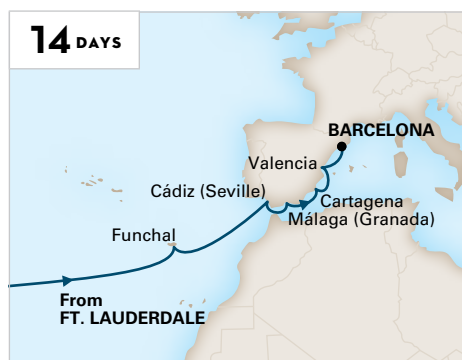 14 DAYS
BARCELONA
Valencia
Cádiz (Seville)
Cartagena
Málaga (Granada)
Funchal
From
FT. LAUDERDALE